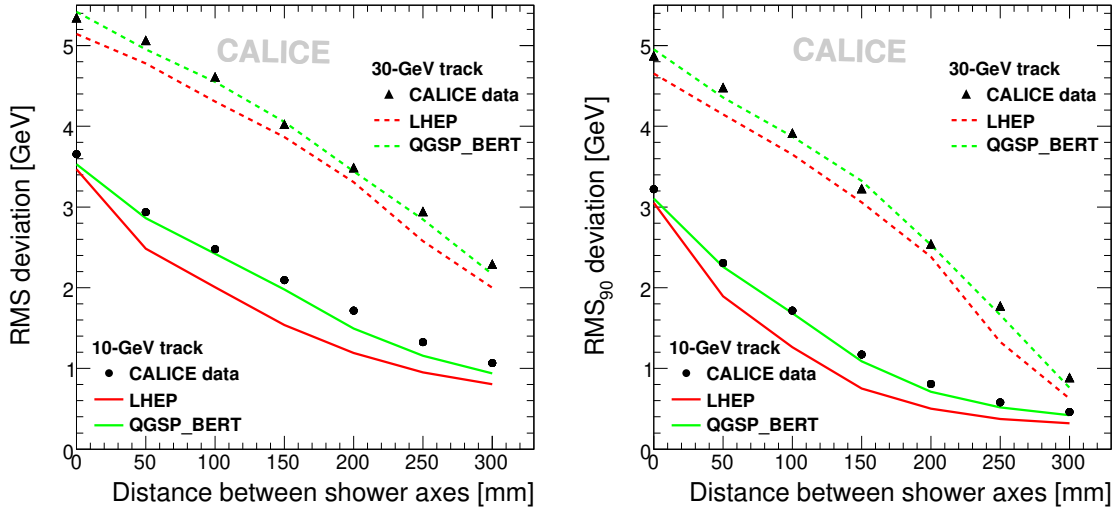 CALICE
30-GeV track
CALICE data
LHEP
QGSP_BERT
10-GeV track
CALICE data
LHEP
QGSP_BERT
RMS deviation [GeV]
0
1
2
3
4
5
0 50 100 150 200 250 300
Distance between shower axes [mm]
CALICE
30-GeV track
CALICE data
LHEP
QGSP_BERT
10-GeV track
CALICE data
LHEP
QGSP_BERT
RMS90 deviation [GeV]
0
1
2
3
4
5
0 50 100 150 200 250 300
Distance between shower axes [mm]